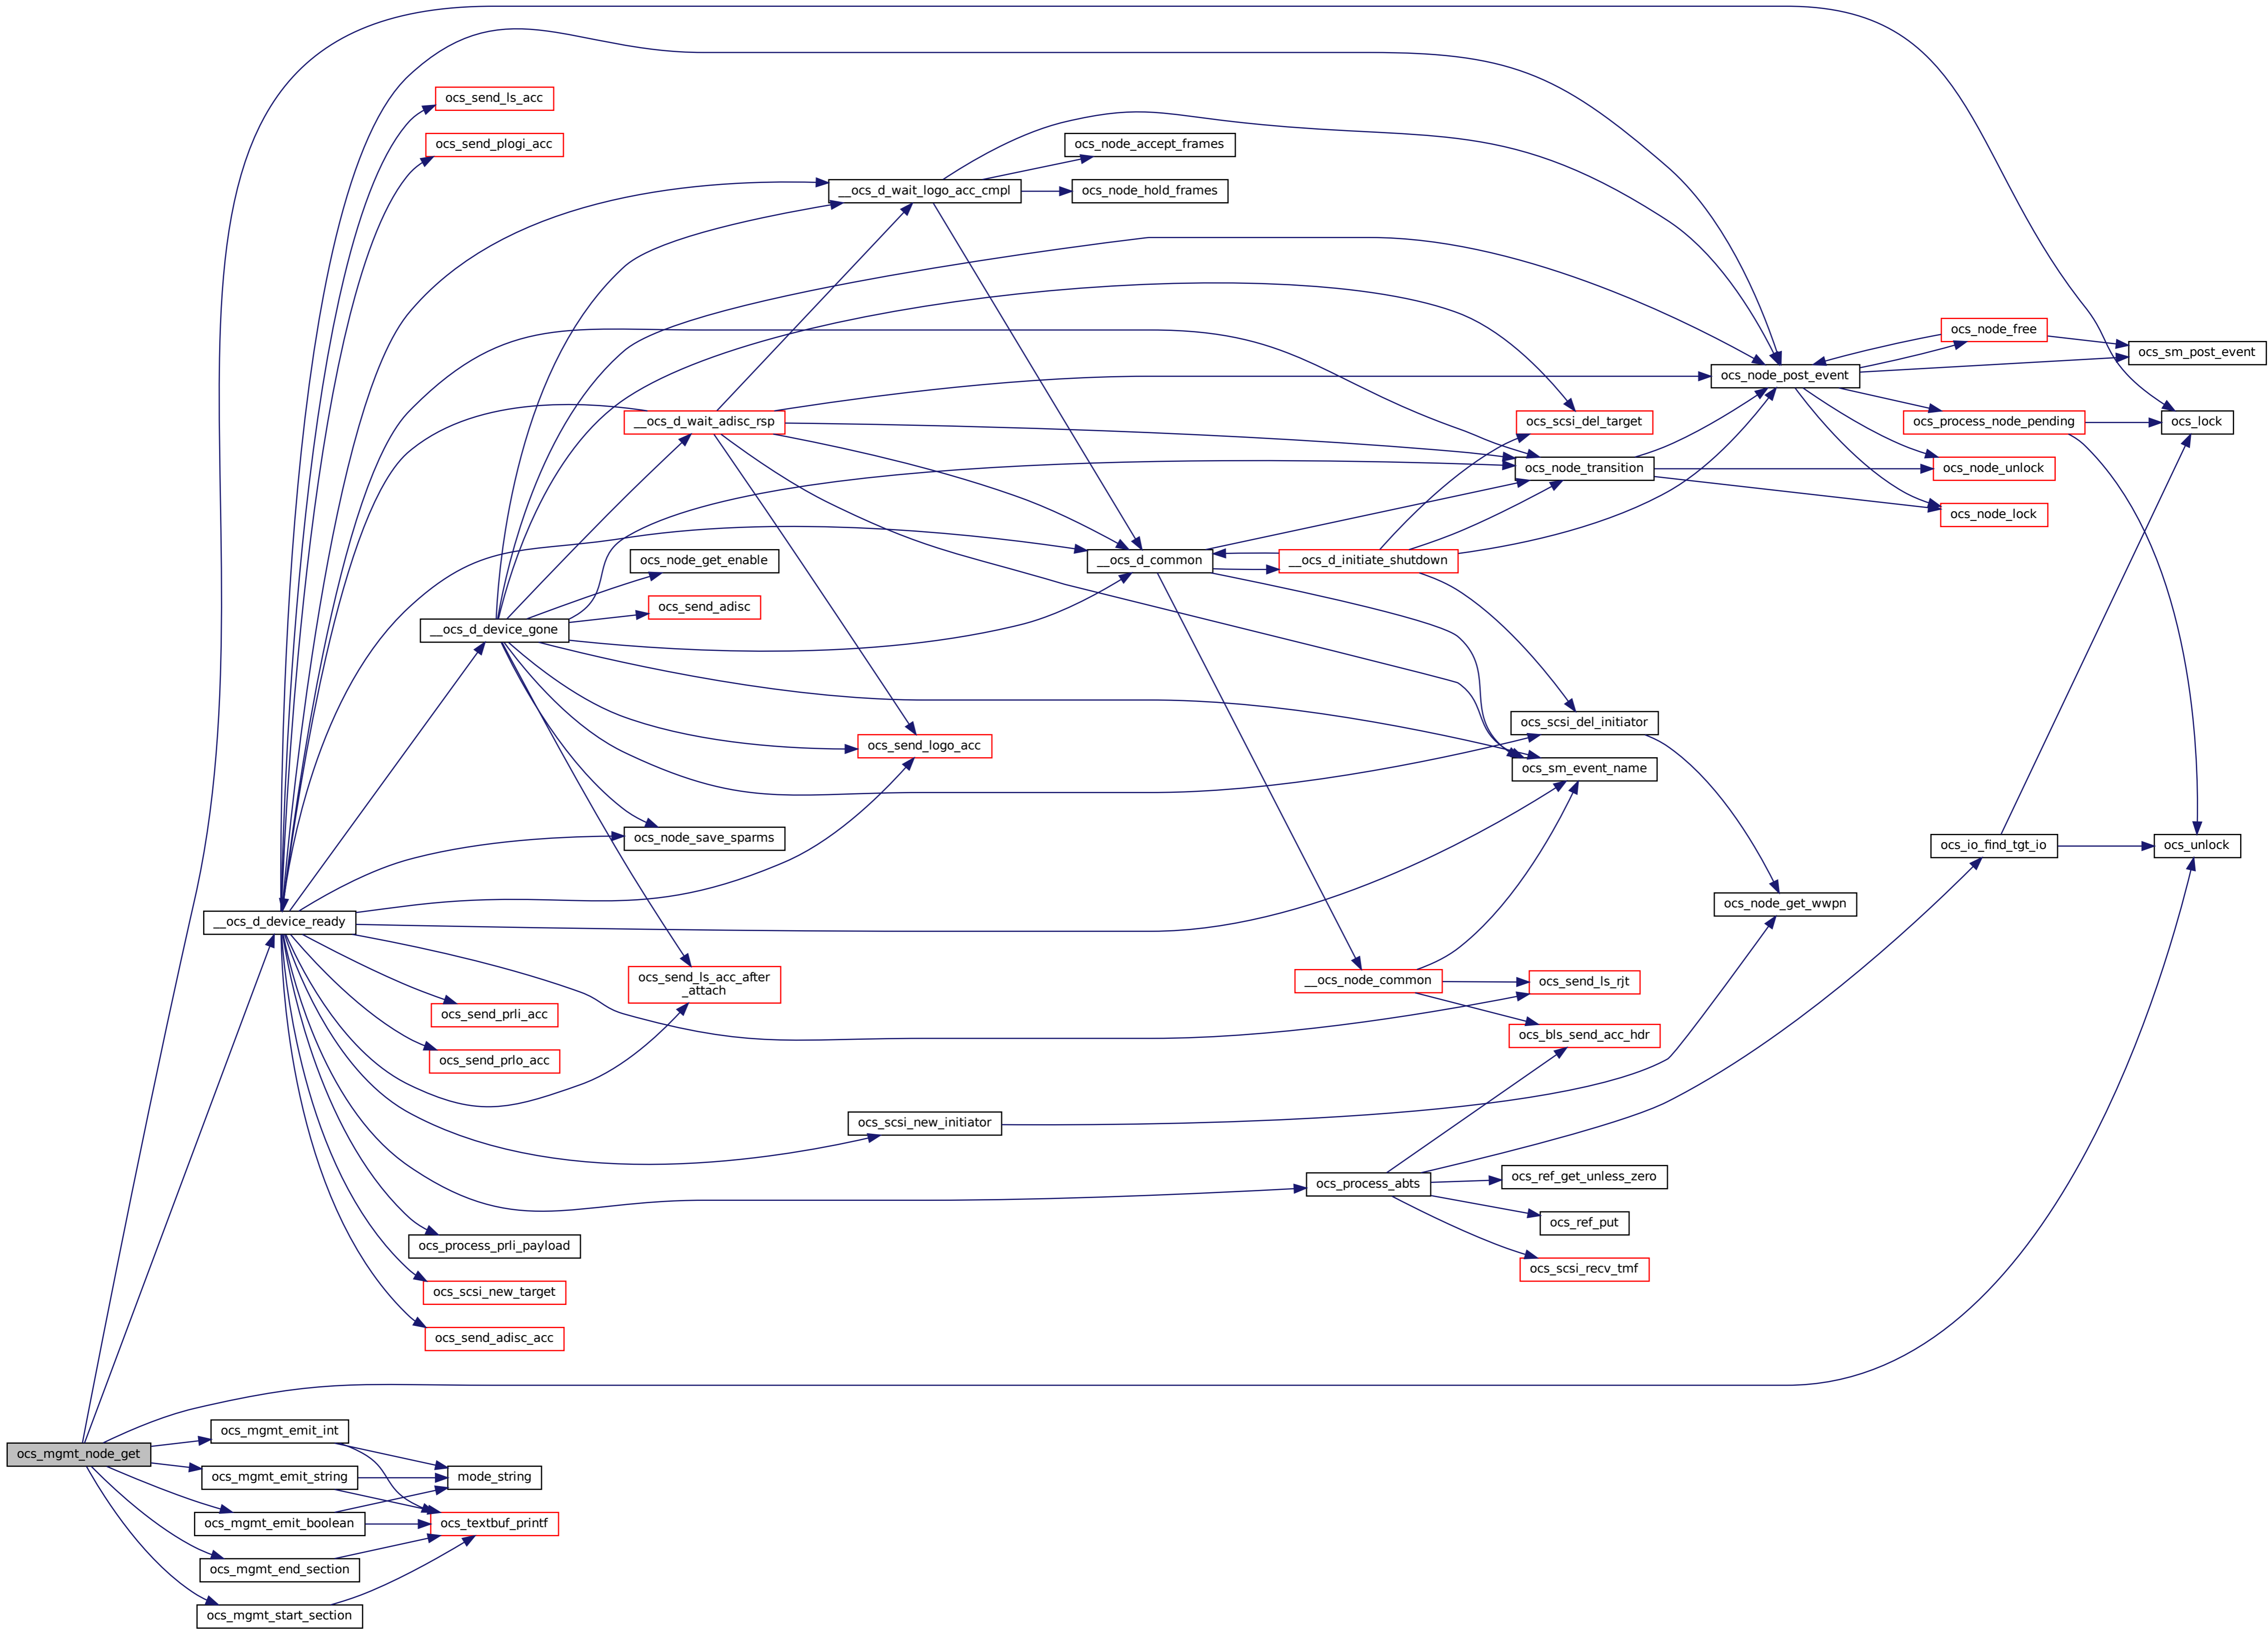 ocs_send_ls_acc
ocs_send_plogi_acc
ocs_node_accept_frames
__ocs_d_wait_logo_acc_cmpl
ocs_node_hold_frames
ocs_node_free
ocs_sm_post_event
ocs_node_post_event
__ocs_d_wait_adisc_rsp
ocs_scsi_del_target
ocs_process_node_pending
ocs_lock
ocs_node_transition
ocs_node_unlock
ocs_node_lock
ocs_node_get_enable
__ocs_d_common
__ocs_d_initiate_shutdown
ocs_send_adisc
__ocs_d_device_gone
ocs_scsi_del_initiator
ocs_send_logo_acc
ocs_sm_event_name
ocs_node_save_sparms
ocs_io_find_tgt_io
ocs_unlock
ocs_node_get_wwpn
__ocs_d_device_ready
ocs_send_ls_acc_after
_attach
__ocs_node_common
ocs_send_ls_rjt
ocs_send_prli_acc
ocs_bls_send_acc_hdr
ocs_send_prlo_acc
ocs_scsi_new_initiator
ocs_process_abts
ocs_ref_get_unless_zero
ocs_ref_put
ocs_process_prli_payload
ocs_scsi_recv_tmf
ocs_scsi_new_target
ocs_send_adisc_acc
ocs_mgmt_emit_int
ocs_mgmt_node_get
ocs_mgmt_emit_string
mode_string
ocs_mgmt_emit_boolean
ocs_textbuf_printf
ocs_mgmt_end_section
ocs_mgmt_start_section